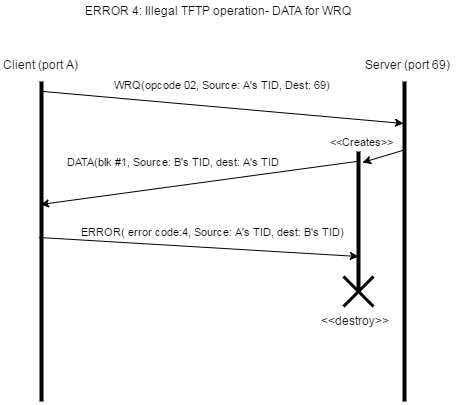 ERROR 4: Illegal TFTP operation- DATA for WRQ
Client (port A)
Server (port 69)
WRQ(opcode 02, Source: A's TID, Dest: 69)
<<Creates>>
DATA(blk #1, Source: B's TID, dest: A's TID
ERROR( error code:4, Source: A's TID, dest: B's TID)
<<destroy>>